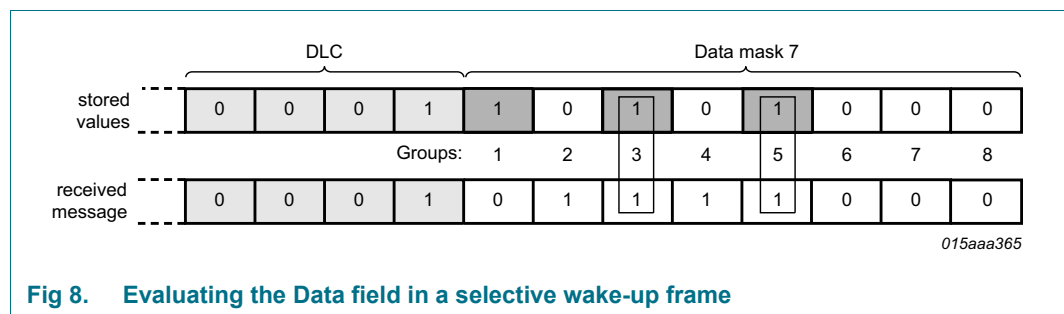 DLC Data mask 7
stored values 0 0 0 1 1 0 1 0 1 0 0 0
Groups: 1 2 3 4 5 6 7 8
received message 0 0 0 1 0 1 1 1 1 0 0 0
015aaa365
Fig 8. Evaluating the Data field in a selective wake-up frame